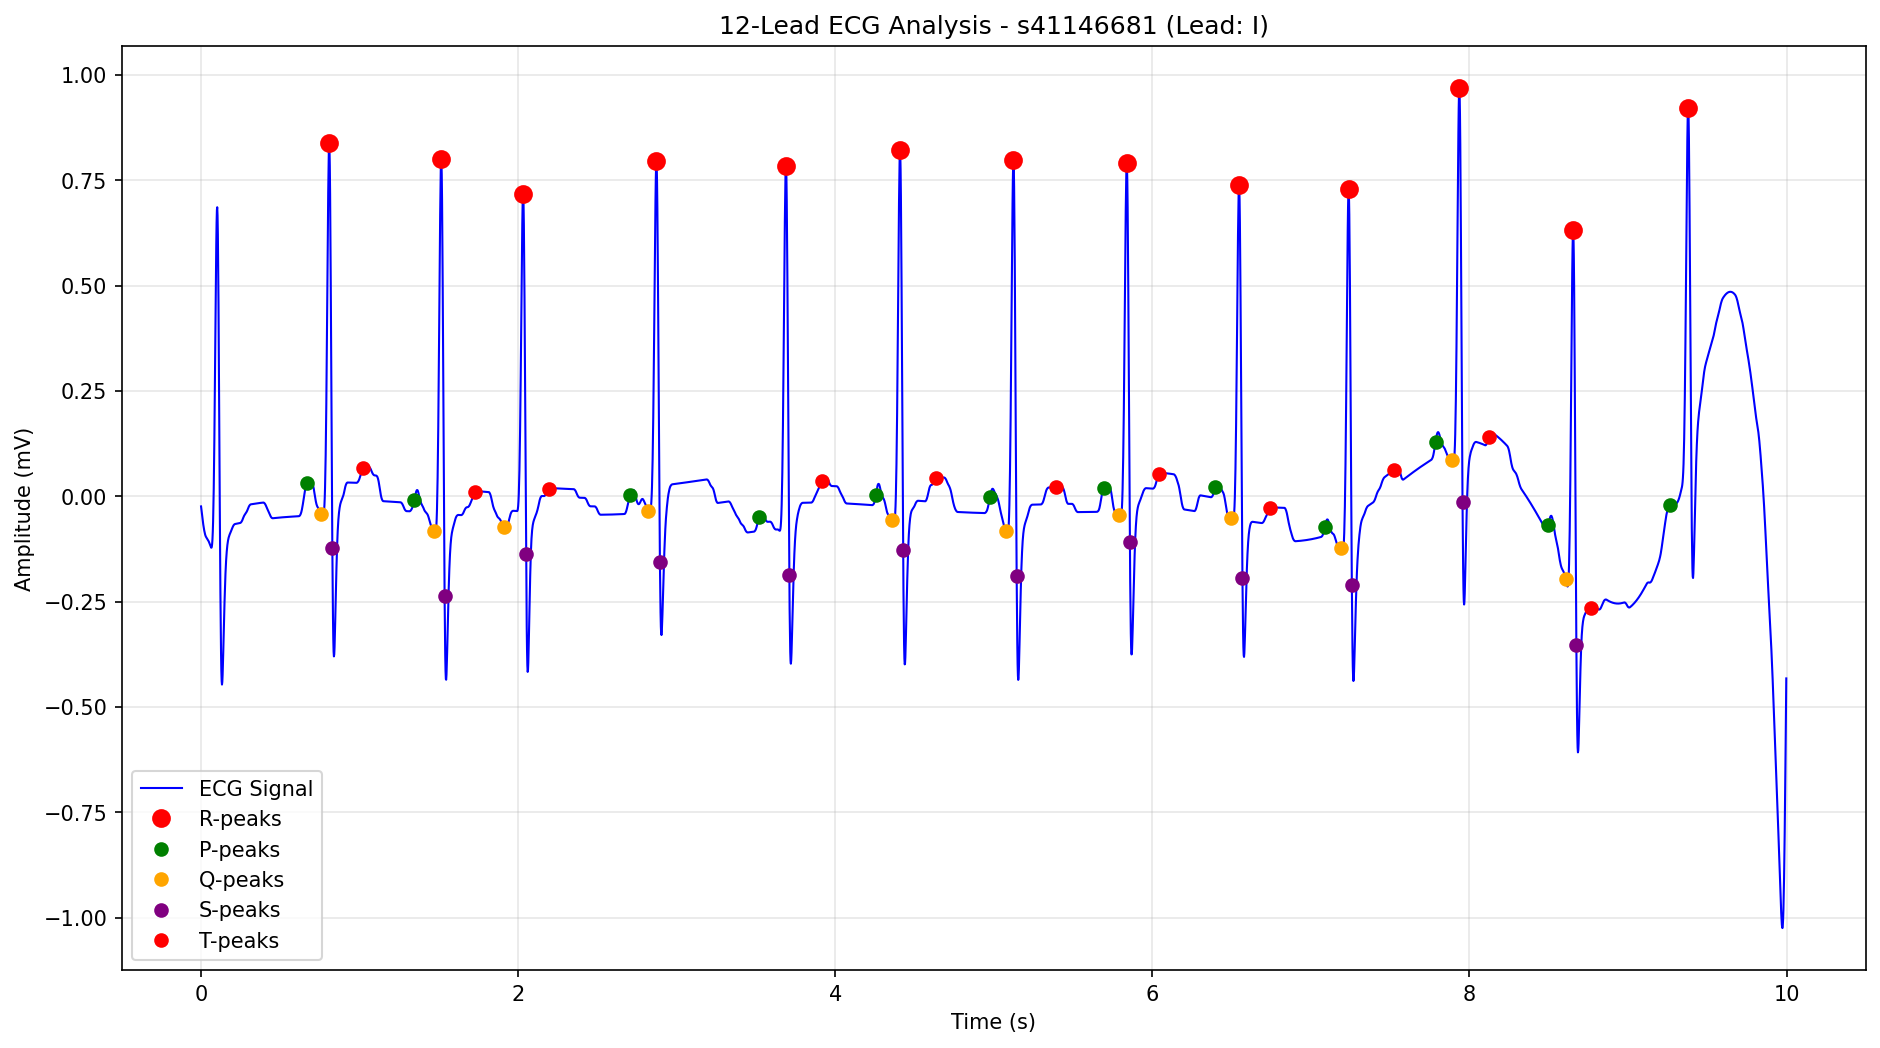 12-Lead ECG Analysis - s41146681 (Lead: I)
1.00
0.75
0.50
0.25
0.00
−0.25
−0.50
−0.75
−1.00
Amplitude (mV)
ECG Signal
R-peaks
P-peaks
Q-peaks
S-peaks
T-peaks
0 2 4 6 8 10
Time (s)